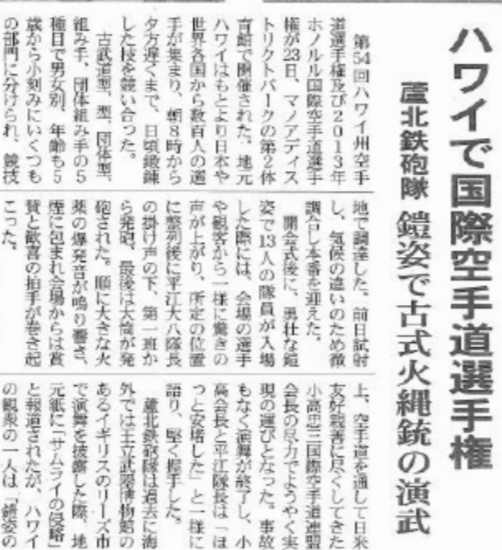 ハワイで国際空手道選手権
蘆北鉄砲隊 鎧姿で古式火縄銃の演武
第54回ハワイ州空手
道選手権及び2013年
ホノルル国際空手道選手
権が23日、マノアディス
トリクトパークの第2体
育館で開催された。地元
ハワイはもとより日本や
世界各国から数百人の選
手が集まり、朝8時から
夕方遅くまで、日頃鍛錬
した技を競い合った。
古武道型、型、団体型、
組み手、団体組み手の5
種目で男女別、年齢も5
歳から小刻みにいくつも
の部門に分けられ、競技
地で調達した。前日試射
し、気候の違いのため微
調合し本番を迎えた。
開会式後に、勇壮な鎧
姿で13人の隊員が入場
した際には、会場の選手
や観客から一様に驚きの
声が上がり、所定の位置
に整列後に平江大八隊長
の掛け声の下、第一班か
ら発砲、最後は大筒が発
砲された。順に大きな火
薬の爆発音が鳴り響き、
煙に包まれ会場からは賞
賛と歓喜の拍手が巻き起
こった。
上、空手道を通して日米
友好親善に尽くしてきた
小高忠三国際空手道連盟
会長の尽力でようやく実
現の運びとなった。事故
もなく演舞が終了し、小
高会長と平江隊長は「ほ
っと安堵した」と一様に
語り、堅く握手した。
蘆北鉄砲隊は過去に海
外では王立武器博物館の
あるイギリスのリーズ市
で演舞を披露した際、地
元紙に「サムライの侵略」
と報道されたが、ハワイ
の観衆の一人は「鎧姿の